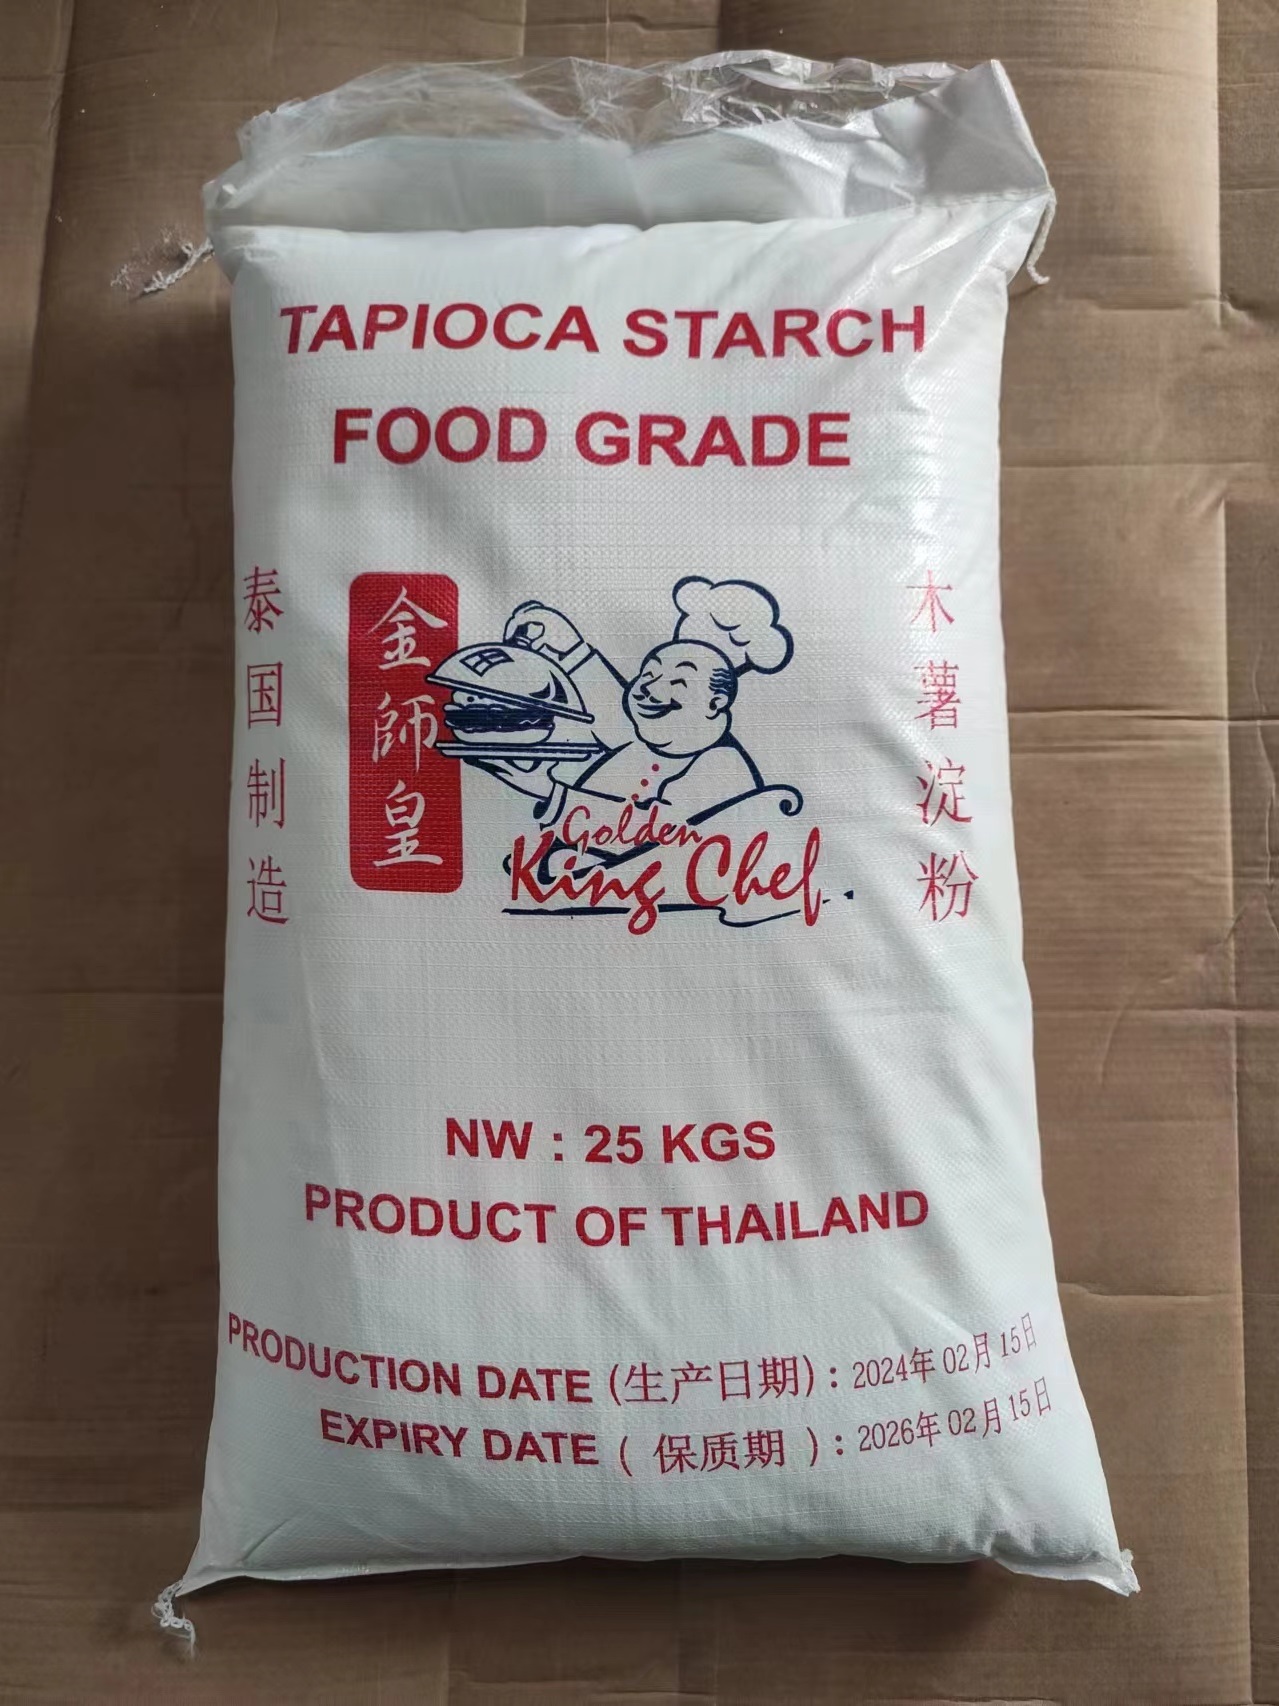 TAPIOCA STARCH
FOOD GRADE
泰国制造
金師皇
木薯淀粉
Golden
King Chef
NW : 25 KGS
PRODUCT OF THAILAND
PRODUCTION DATE (生产日期) : 2024年 02月 15日
EXPIRY DATE ( 保质期 ) : 2026年 02月 15日